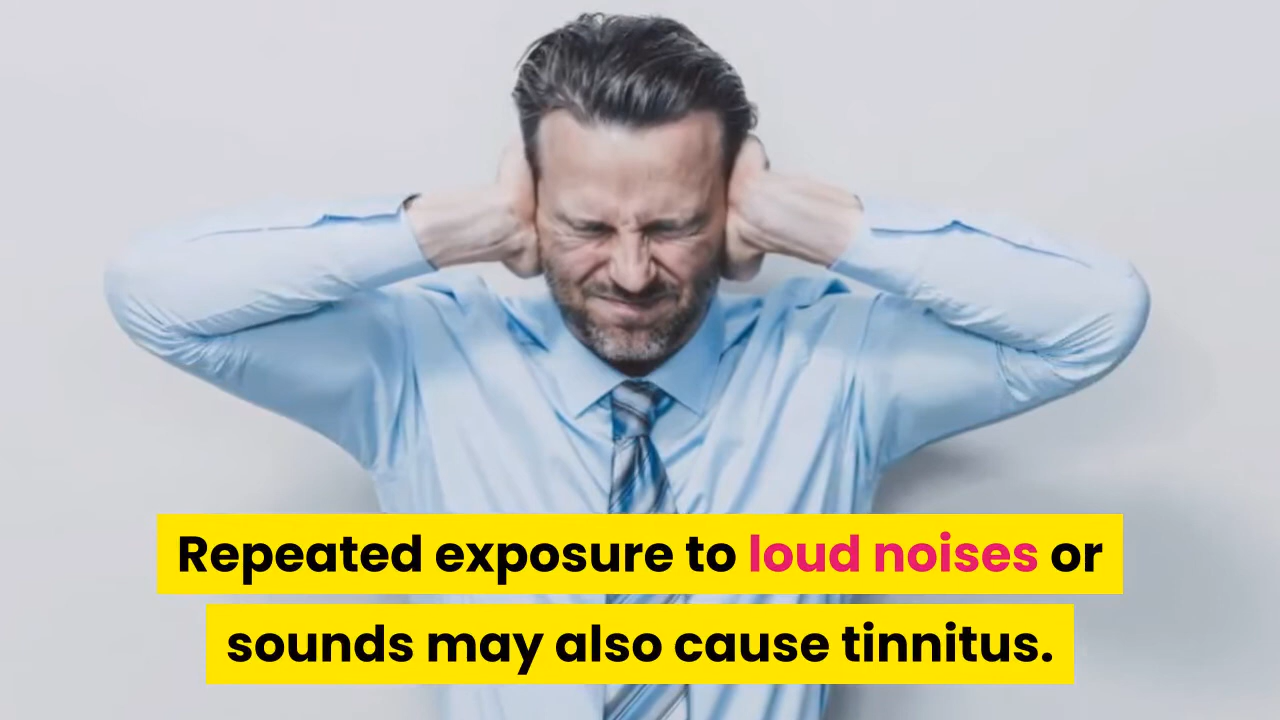 Repeated exposure to loud noises or
sounds may also cause tinnitus.